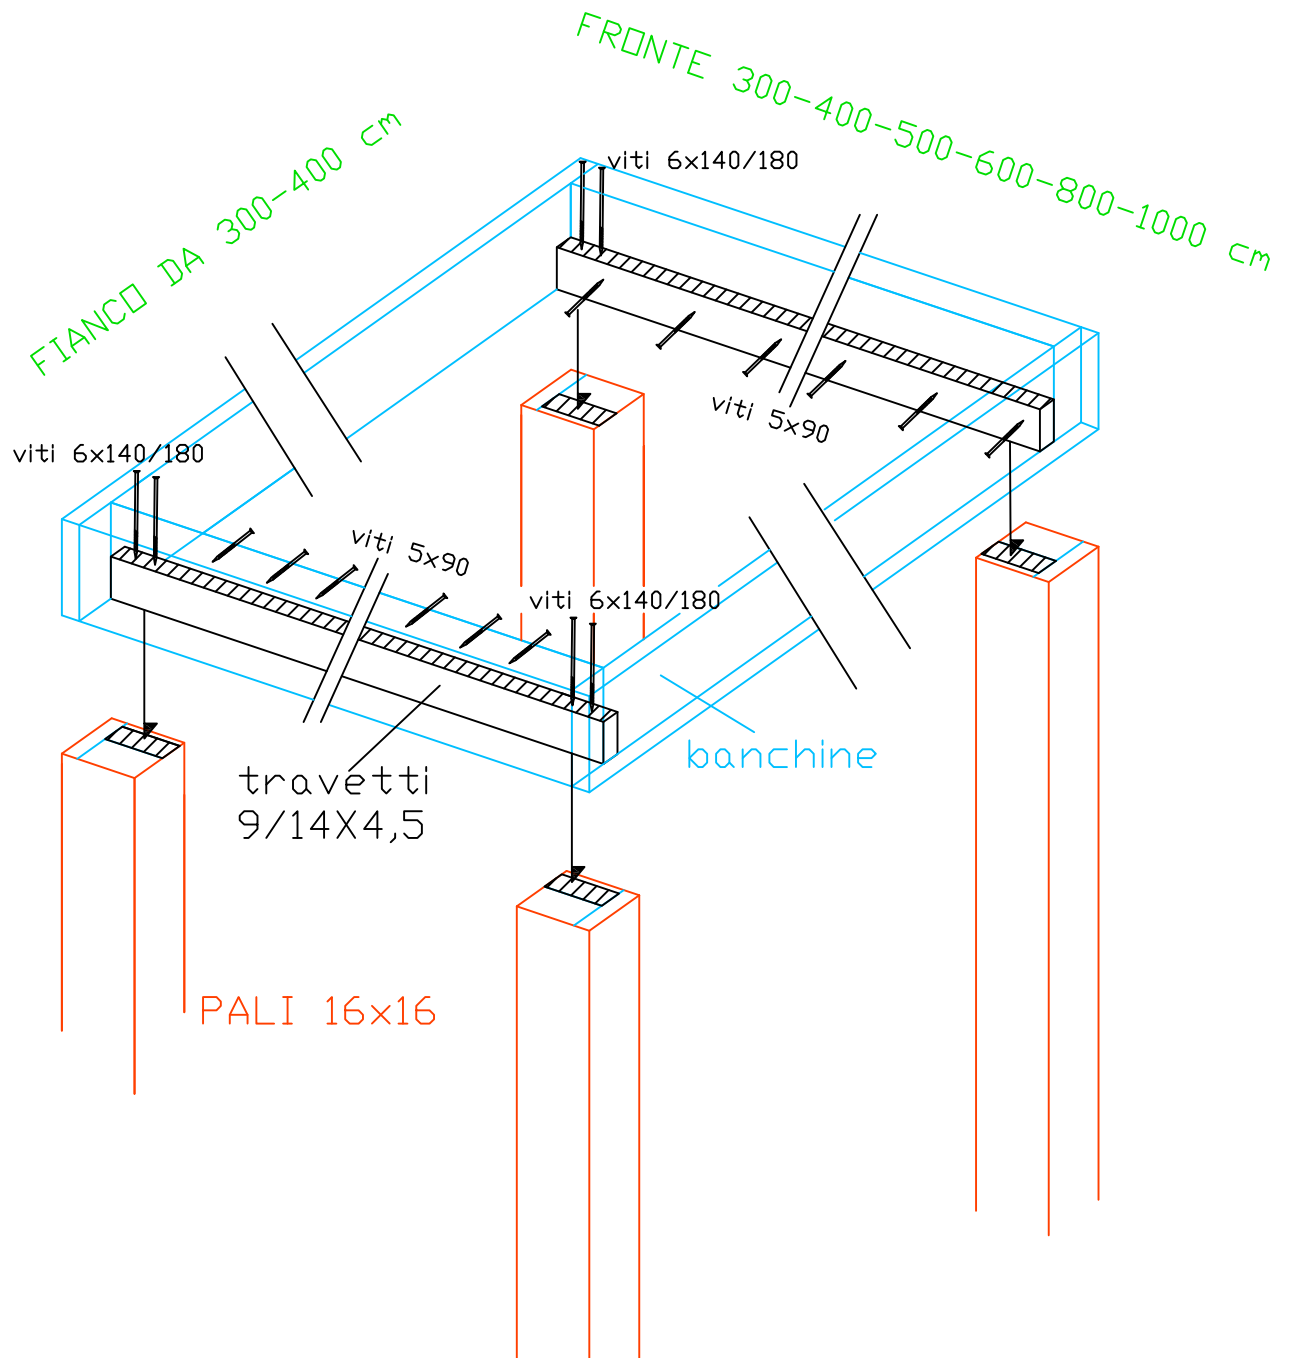 FRONTE 300-400-500-600-800-1000 cm
FIANCO DA 300-400 cm
viti 6x140/180
viti 5x90
viti 6x140/180
viti 5x90
viti 6x140/180
banchine
travetti
9/14X4,5
PALI 16x16